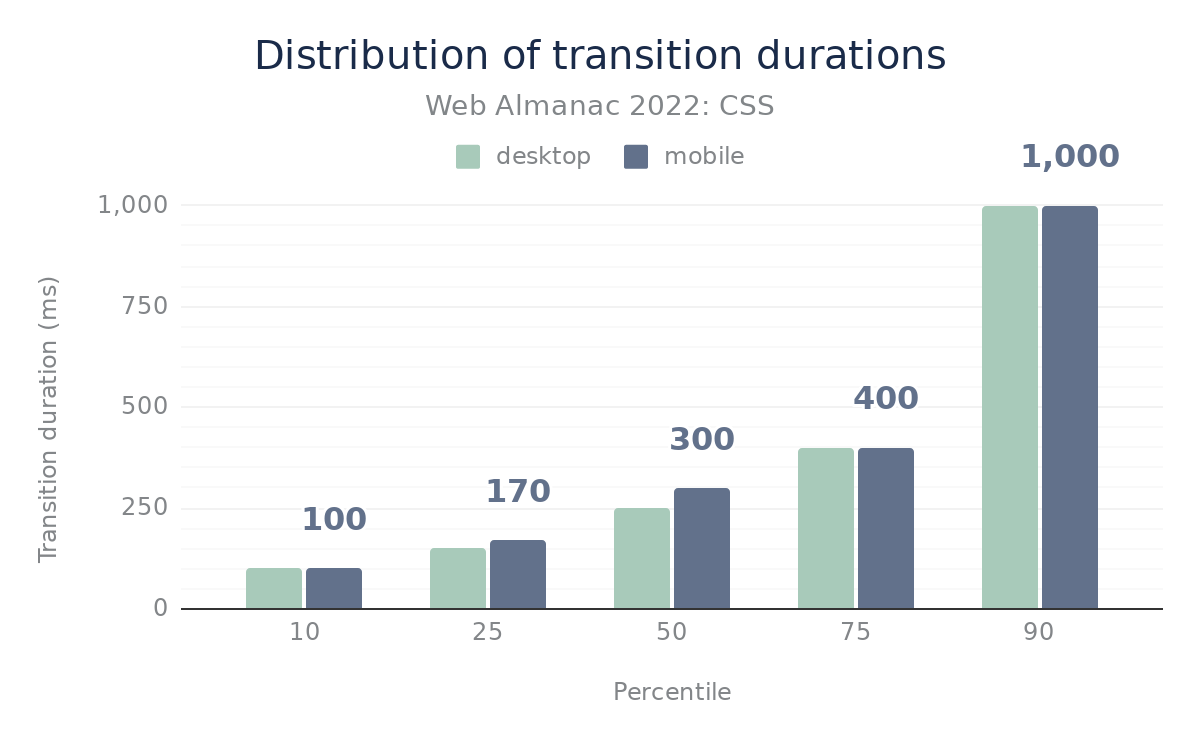 Distribution of transition durations
Web Almanac 2022: CSS
desktop mobile
1,000
1,000
750
500
250
0
Transition duration (ms)
100
170
300
400
10 25 50 75 90
Percentile